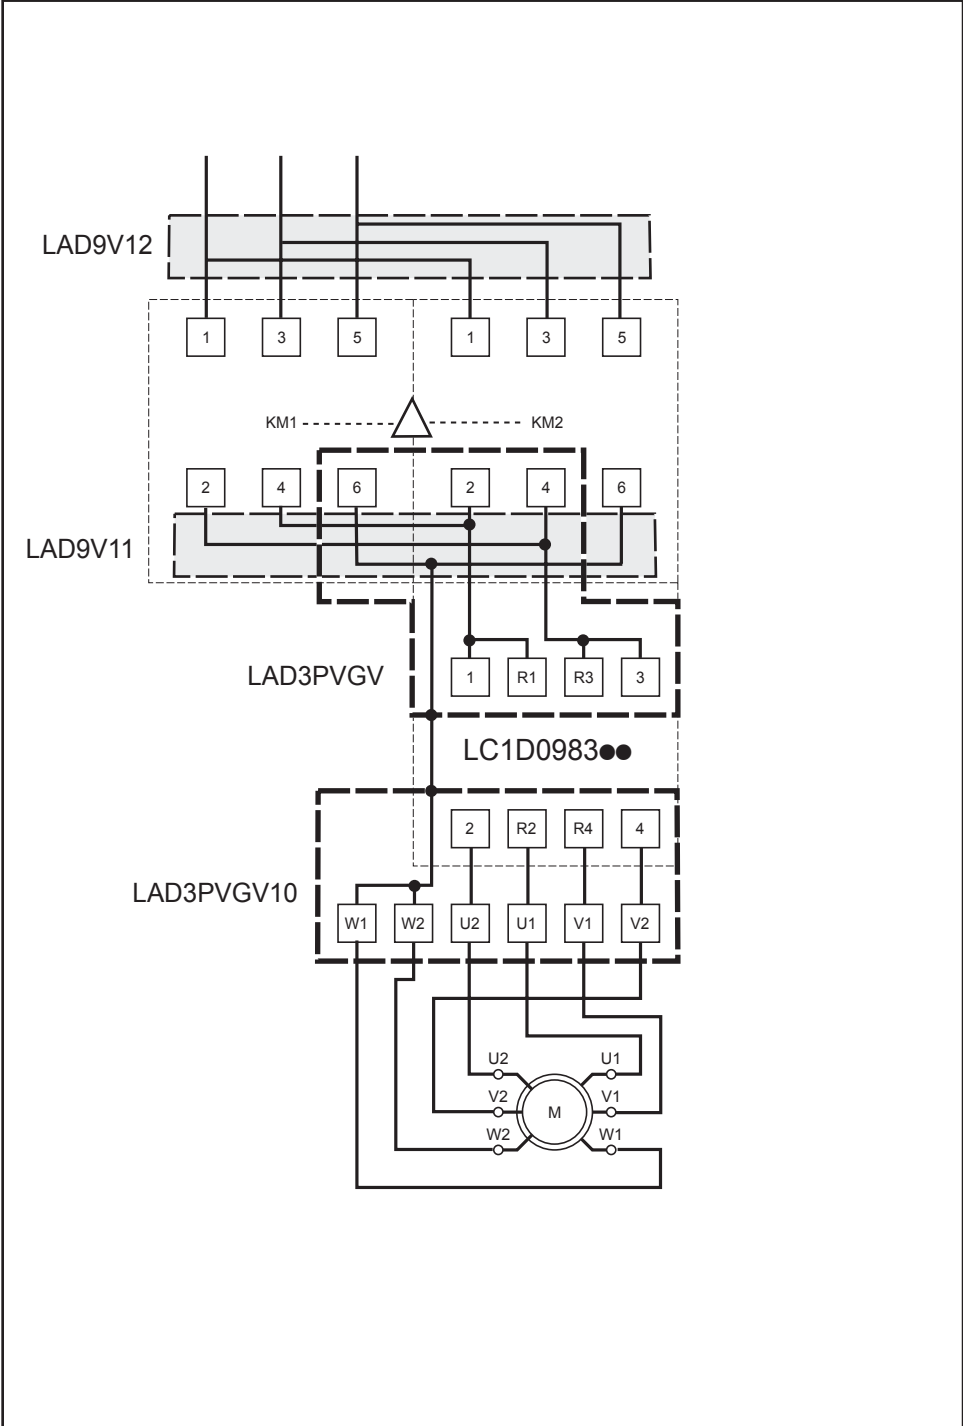 LAD9V12
1 3 5 1 3 5
KM1 KM2
2 4 6 2 4 6
LAD9V11
1 R1 R3 3
LAD3PVGV
LC1D0983●●
2 R2 R4 4
LAD3PVGV10
W1 W2 U2 U1 V1 V2
U2 U1
V2 M V1
W2 W1